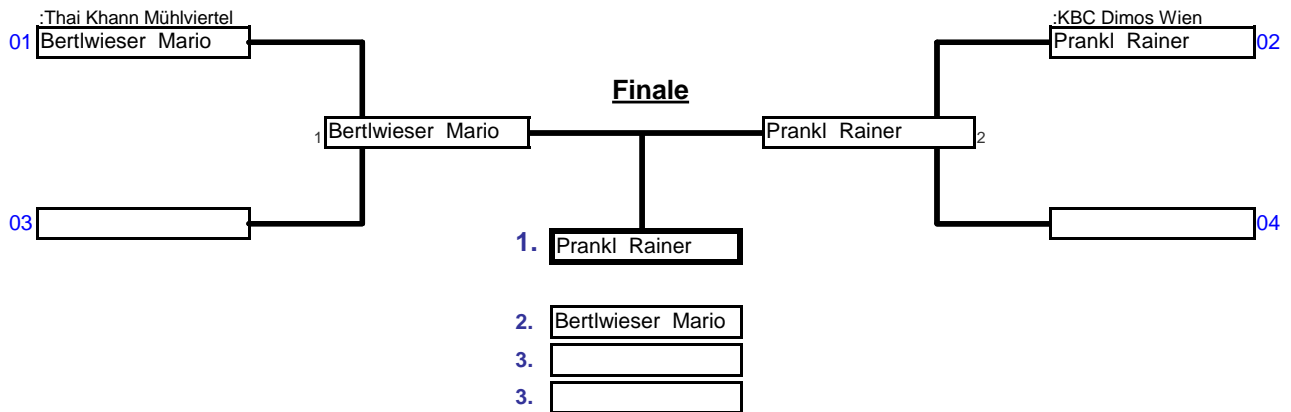 :Thai Khann Mühlviertel
:KBC Dimos Wien
01 Bertlwieser Mario
Prankl Rainer 02
Finale
1 Bertlwieser Mario
Prankl Rainer 2
03
04
1. Prankl Rainer
2. Bertlwieser Mario
3.
3.